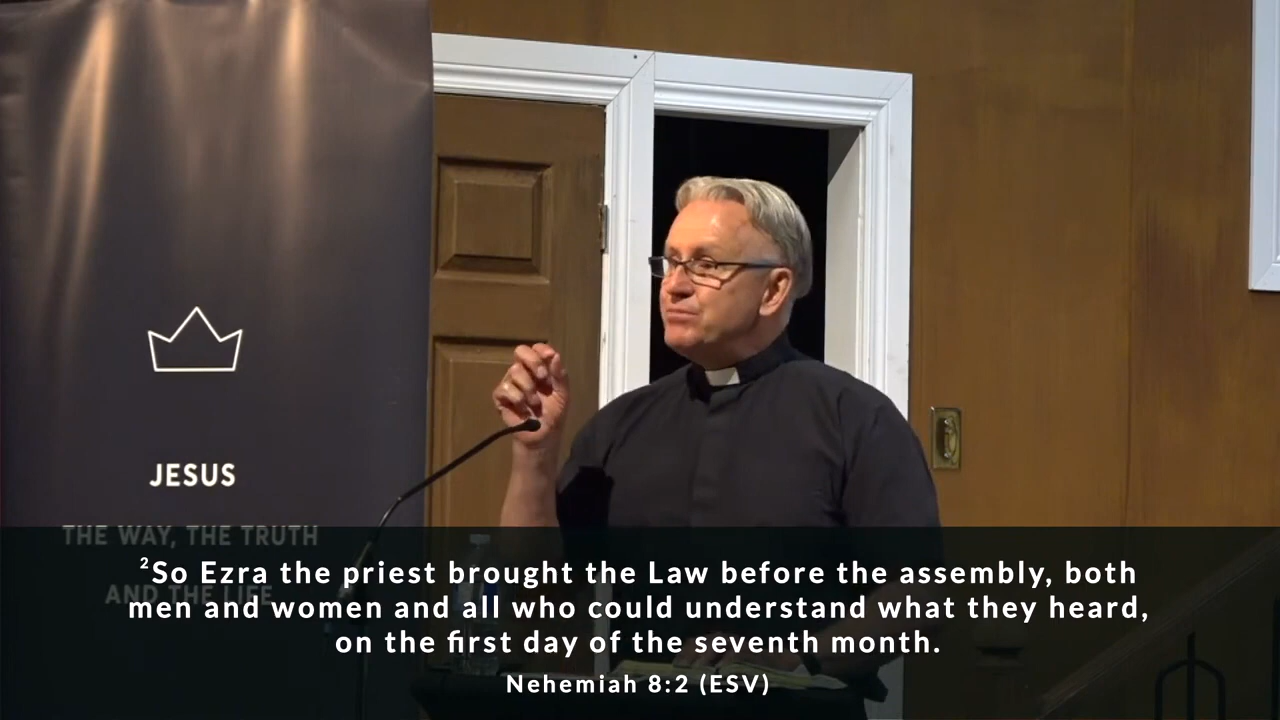 JESUS
THE WAY, THE TRUTH
AND THE LIFE
²So Ezra the priest brought the Law before the assembly, both
men and women and all who could understand what they heard,
on the first day of the seventh month.
Nehemiah 8:2 (ESV)